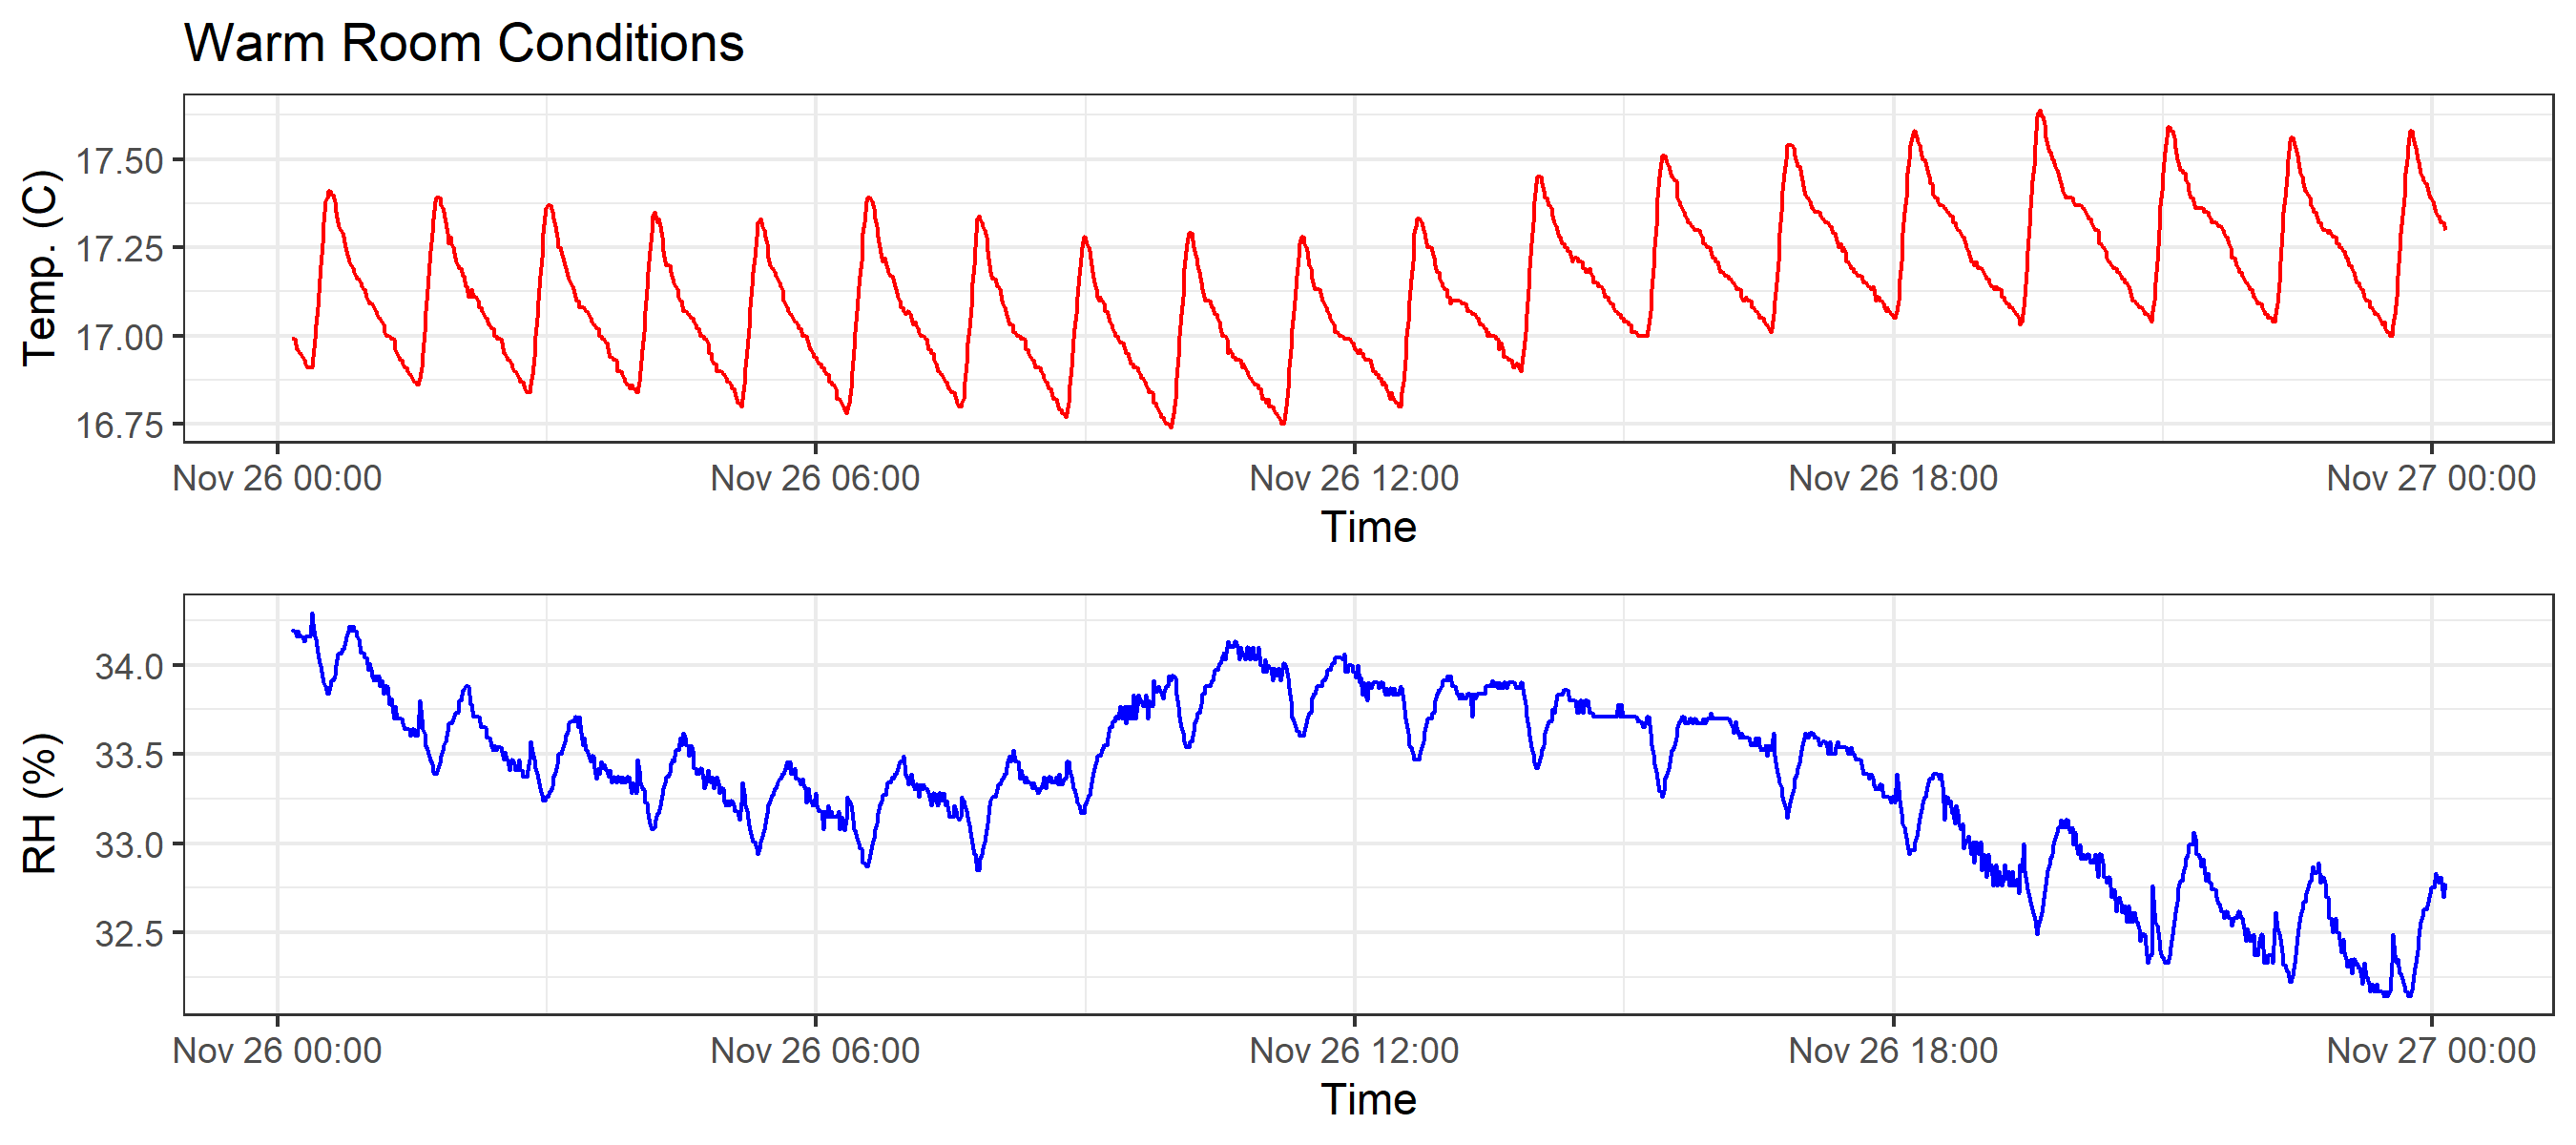 Warm Room Conditions
Temp. (C)
17.50
17.25
17.00
16.75
Nov 26 00:00 Nov 26 06:00 Nov 26 12:00 Nov 26 18:00 Nov 27 00:00
Time
RH (%)
34.0
33.5
33.0
32.5
Nov 26 00:00 Nov 26 06:00 Nov 26 12:00 Nov 26 18:00 Nov 27 00:00
Time